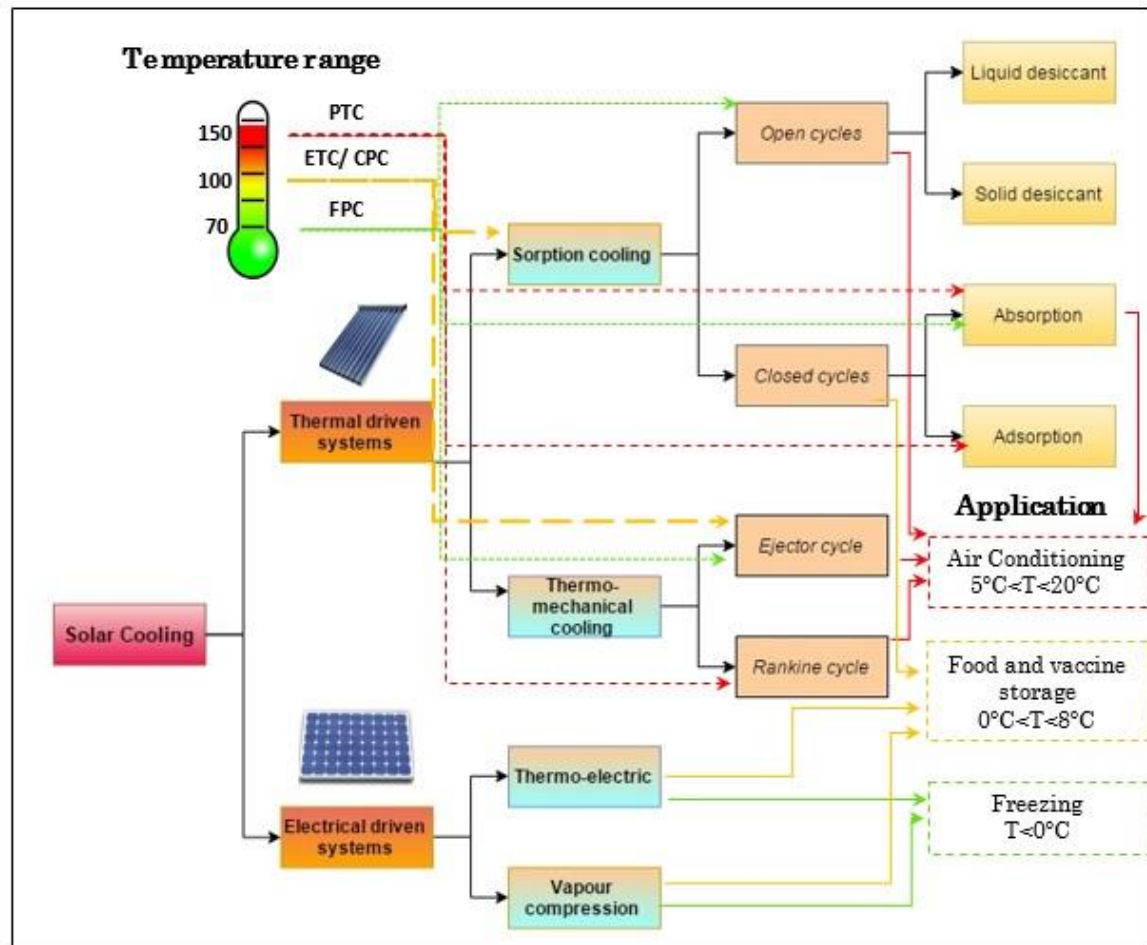 Temperature range
150
PTC
ETC/ CPC
100
FPC
70
Liquid desiccant
Open cycles
Solid desiccant
Sorption cooling
Absorption
Closed cycles
Thermal driven
systems
Adsorption
Application
Ejector cycle
Air Conditioning
5°C<T<20°C
Thermo-
mechanical
cooling
Solar Cooling
Rankine cycle
Food and vaccine
storage
0°C<T<8°C
Thermo-electric
Freezing
T<0°C
Electrical driven
systems
Vapour
compression